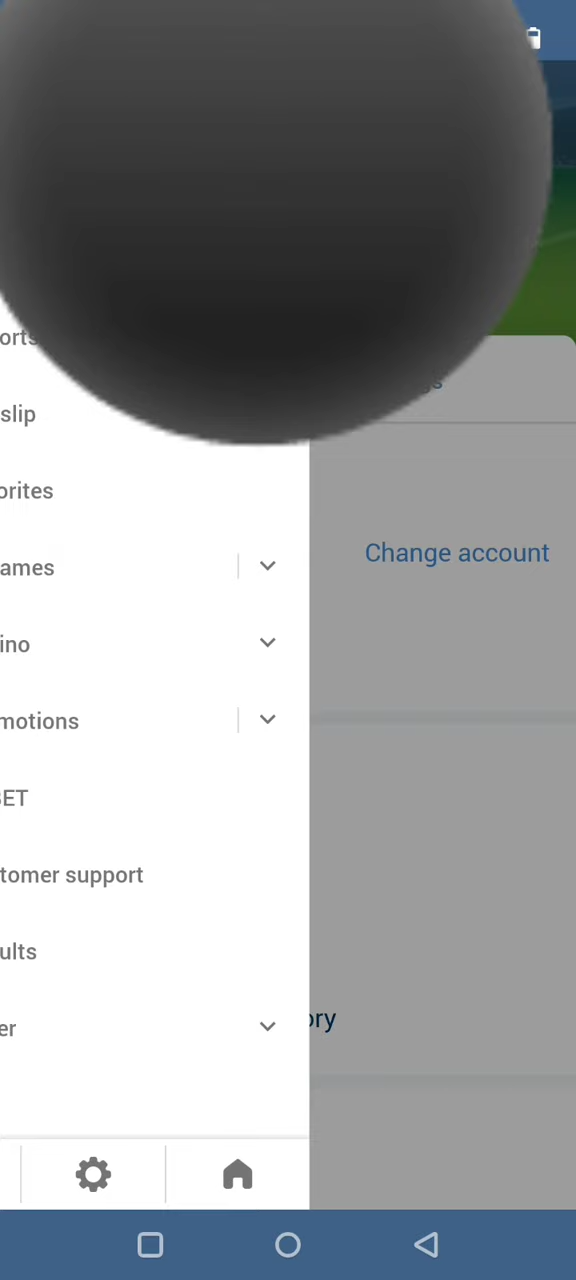 orts
slip
orites
Change account
ames
ino
motions
BET
tomer support
ults
ory
er